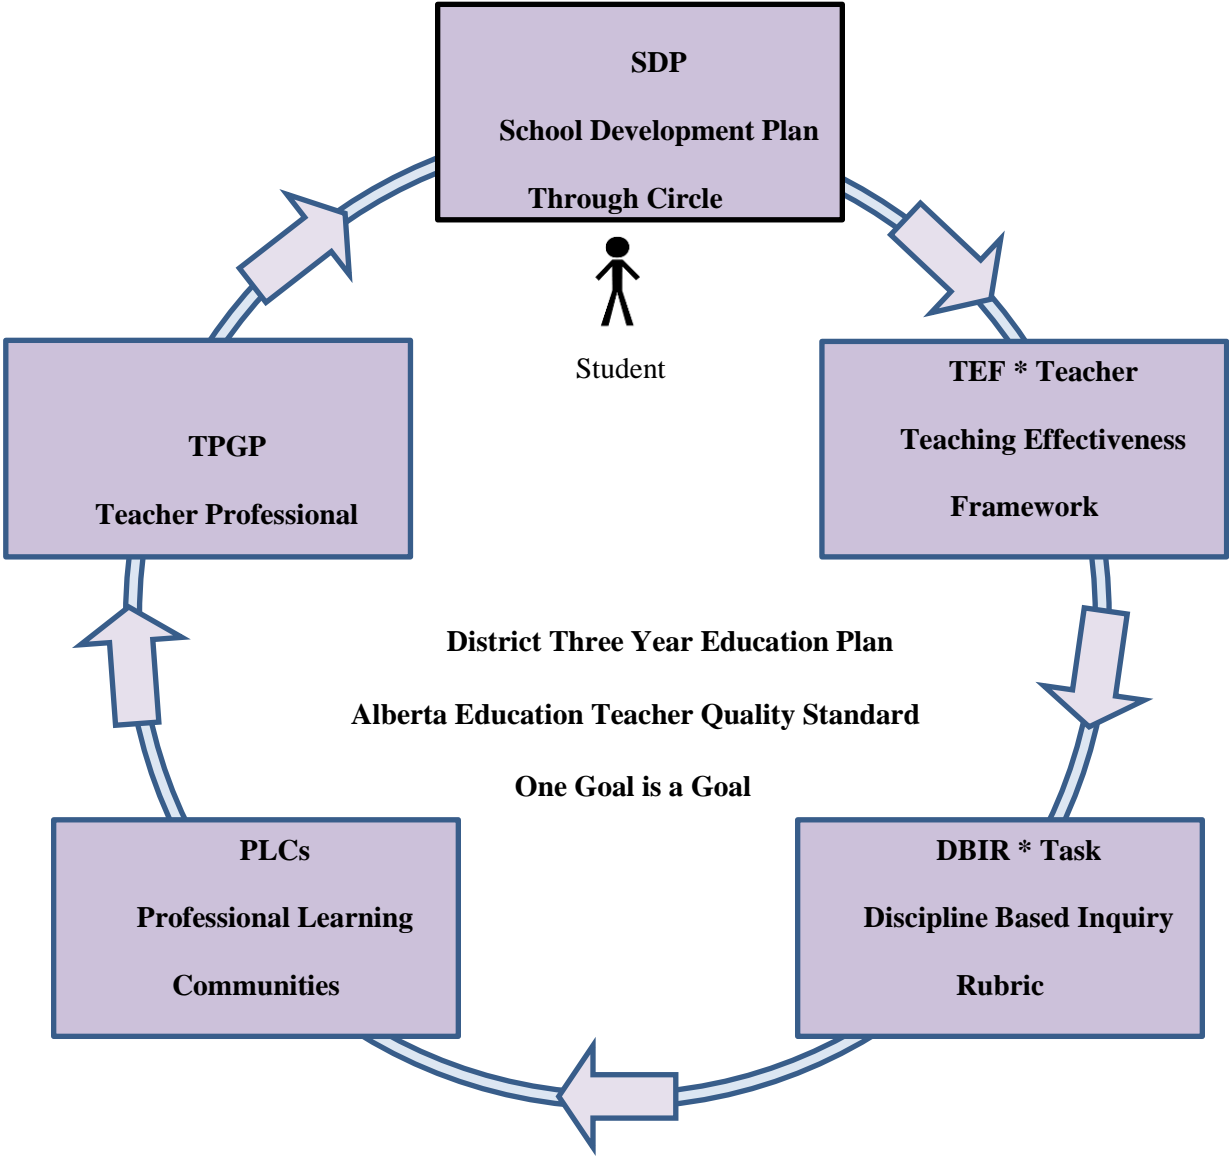 SDP
School Development Plan
Through Circle
Student
TEF * Teacher
Teaching Effectiveness
Framework
TPGP
Teacher Professional
District Three Year Education Plan
Alberta Education Teacher Quality Standard
One Goal is a Goal
PLCs
Professional Learning
Communities
DBIR * Task
Discipline Based Inquiry
Rubric